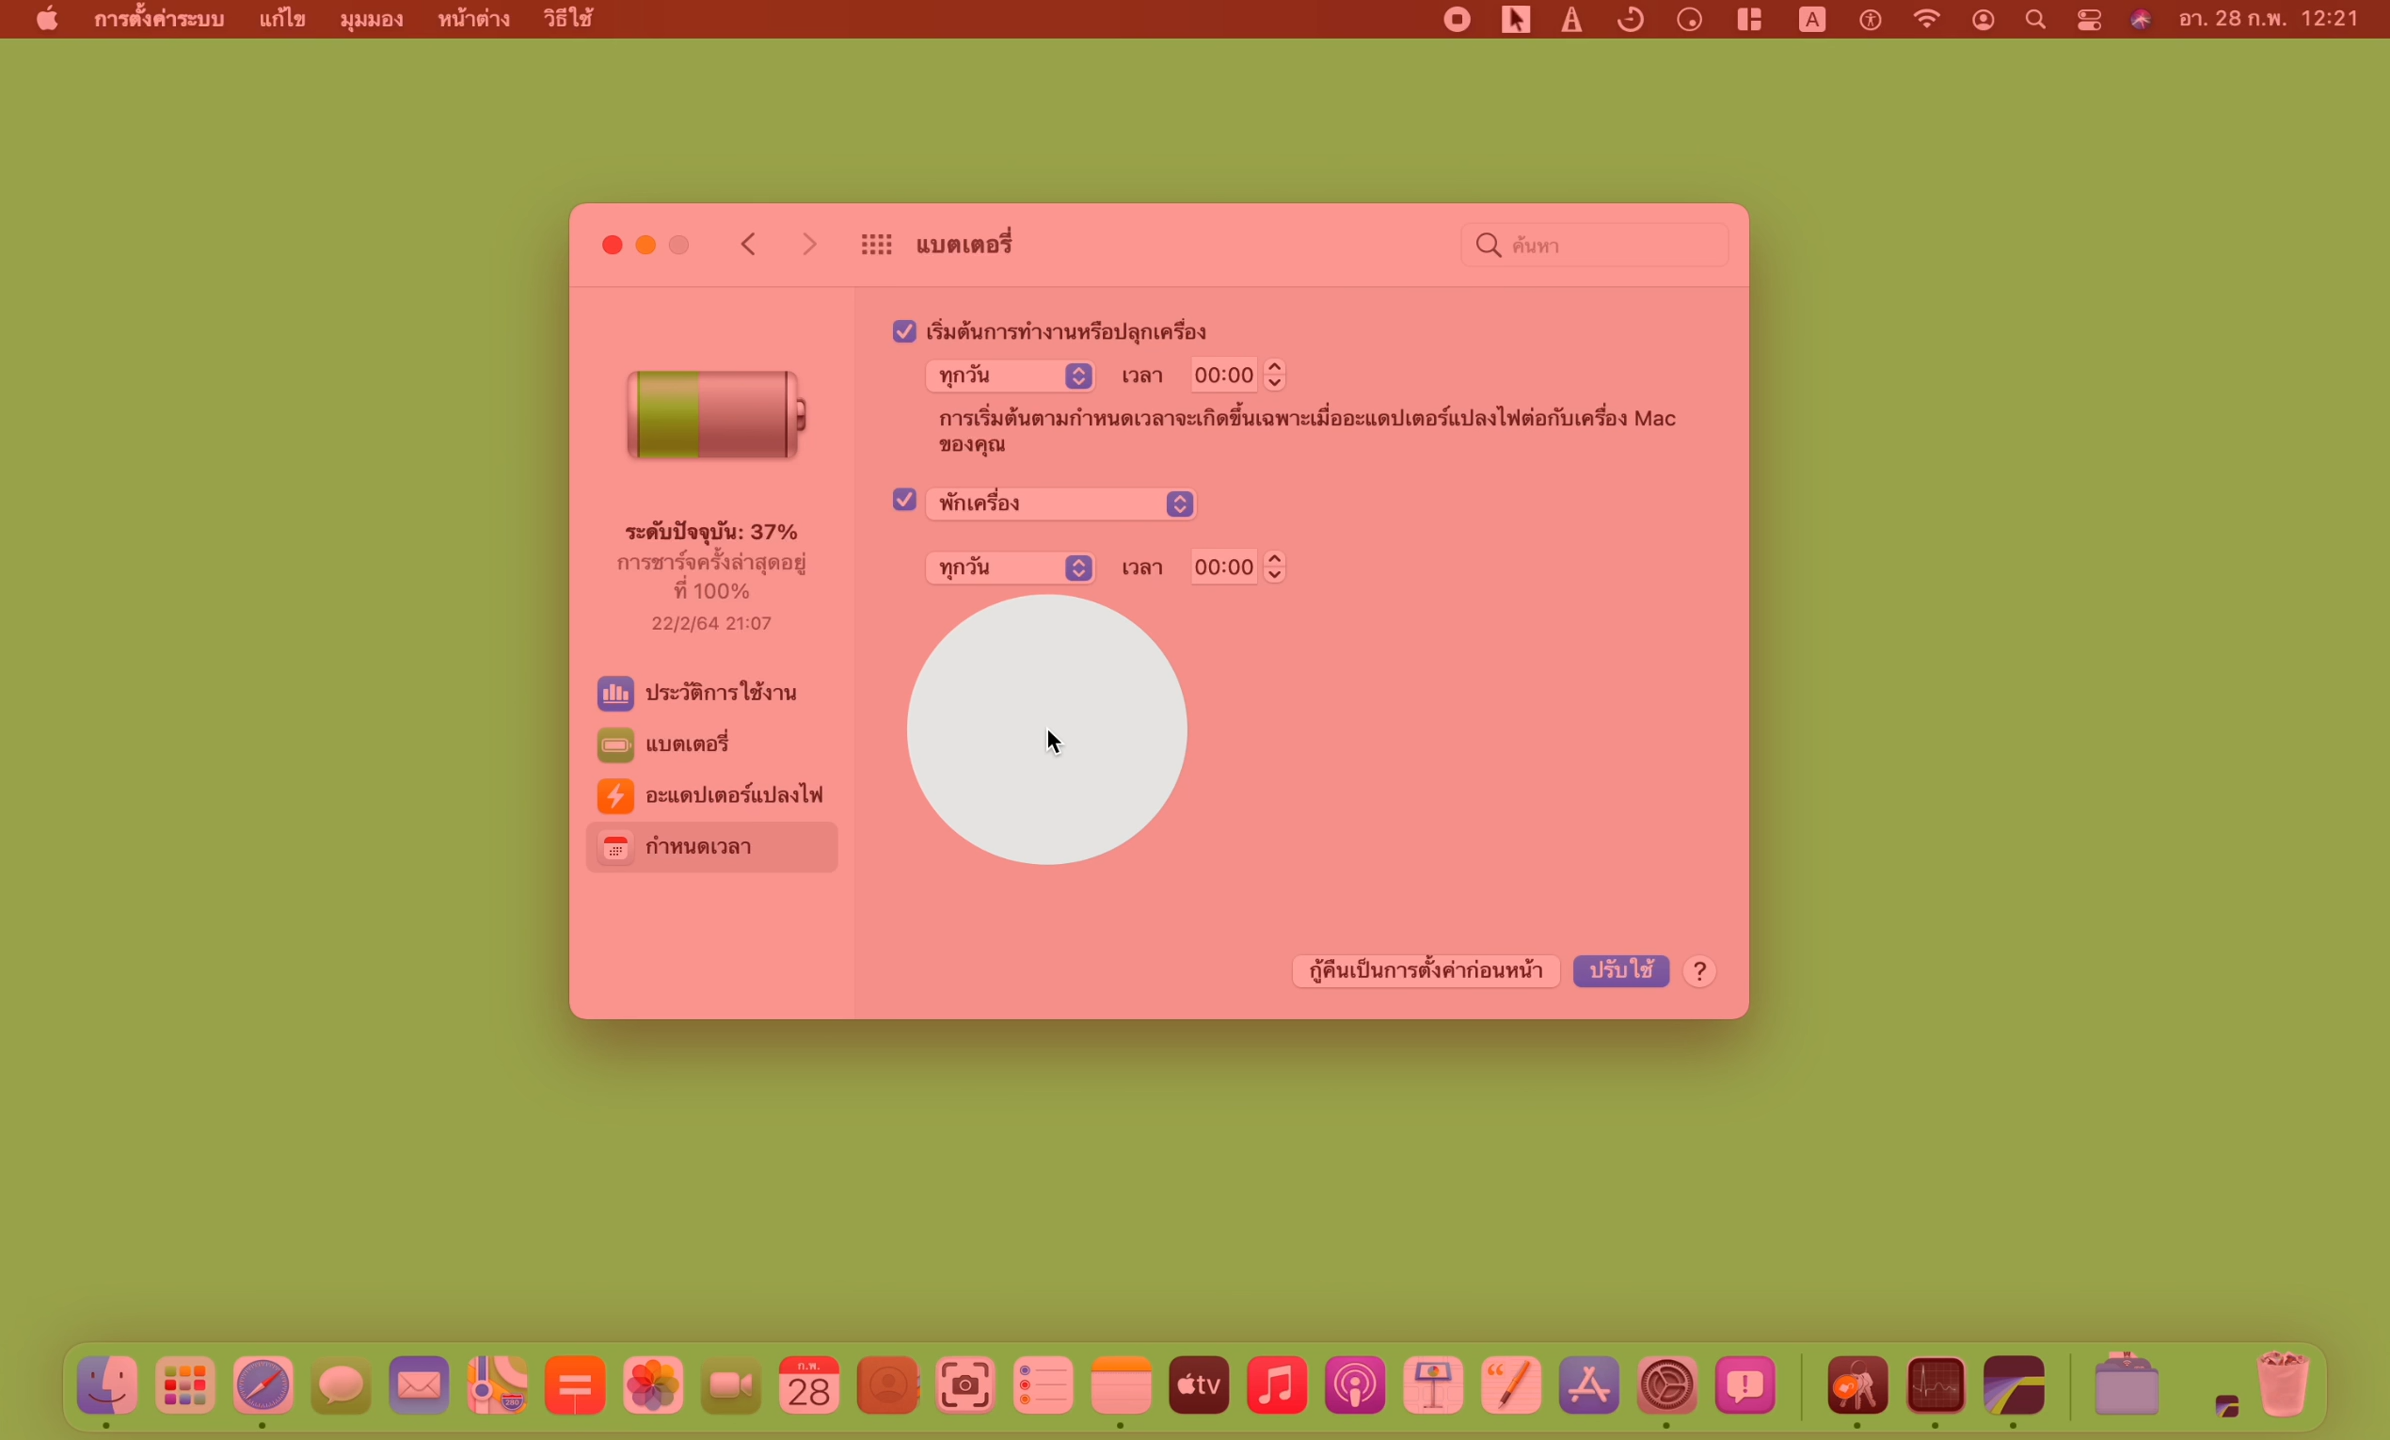 การตั้งค่าระบบ แก้ไข มุมมอง หน้าต่าง วิธีใช้ A อา. 28 ก.พ. 12:21
แบตเตอรี่ ค้นหา
เริ่มต้นการทำงานหรือปลุกเครื่อง
ทุกวัน เวลา 00:00
การเริ่มต้นตามกำหนดเวลาจะเกิดขึ้นเฉพาะเมื่ออะแดปเตอร์แปลงไฟต่อกับเครื่อง Mac
ของคุณ
พักเครื่อง
ทุกวัน เวลา 00:00
ระดับปัจจุบัน: 37%
การชาร์จครั้งล่าสุดอยู่
ที่ 100%
22/2/64 21:07
ประวัติการใช้งาน
แบตเตอรี่
อะแดปเตอร์แปลงไฟ
กำหนดเวลา
กู้คืนเป็นการตั้งค่าก่อนหน้า ปรับใช้ ?
ก.พ.
28
tv
280